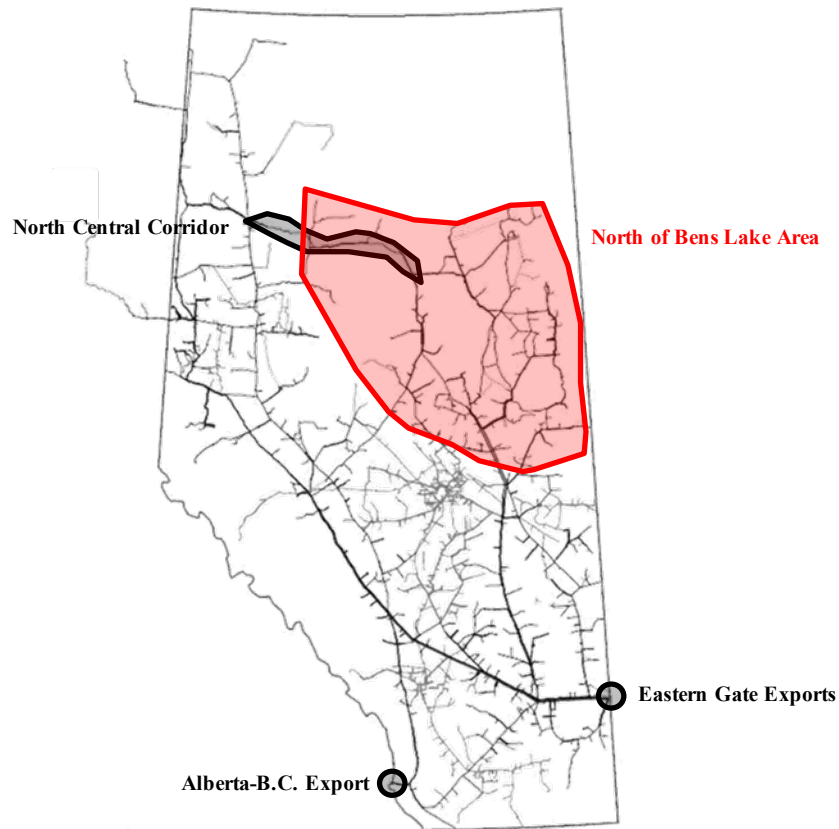 North Central Corridor
North of Bens Lake Area
Eastern Gate Exports
Alberta-B.C. Export